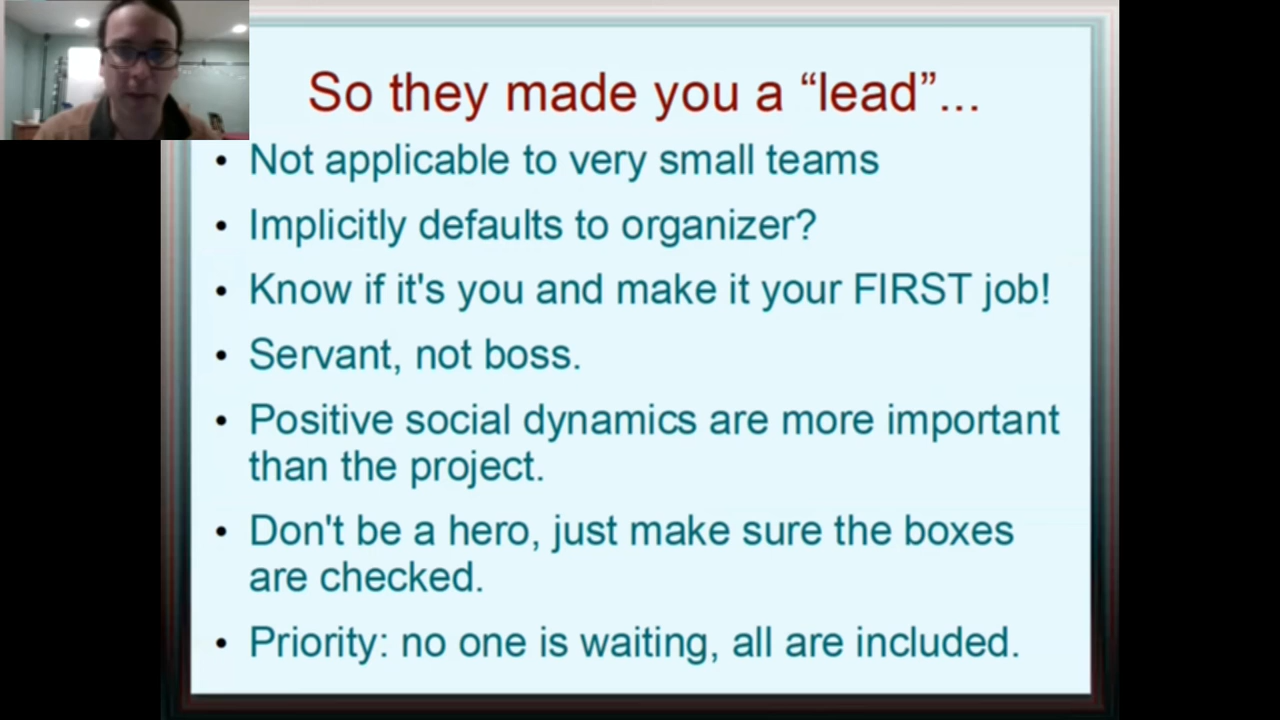 So they made you a “lead”...
Not applicable to very small teams
Implicitly defaults to organizer?
Know if it's you and make it your FIRST job!
Servant, not boss.
Positive social dynamics are more important
than the project.
Don't be a hero, just make sure the boxes
are checked.
Priority: no one is waiting, all are included.